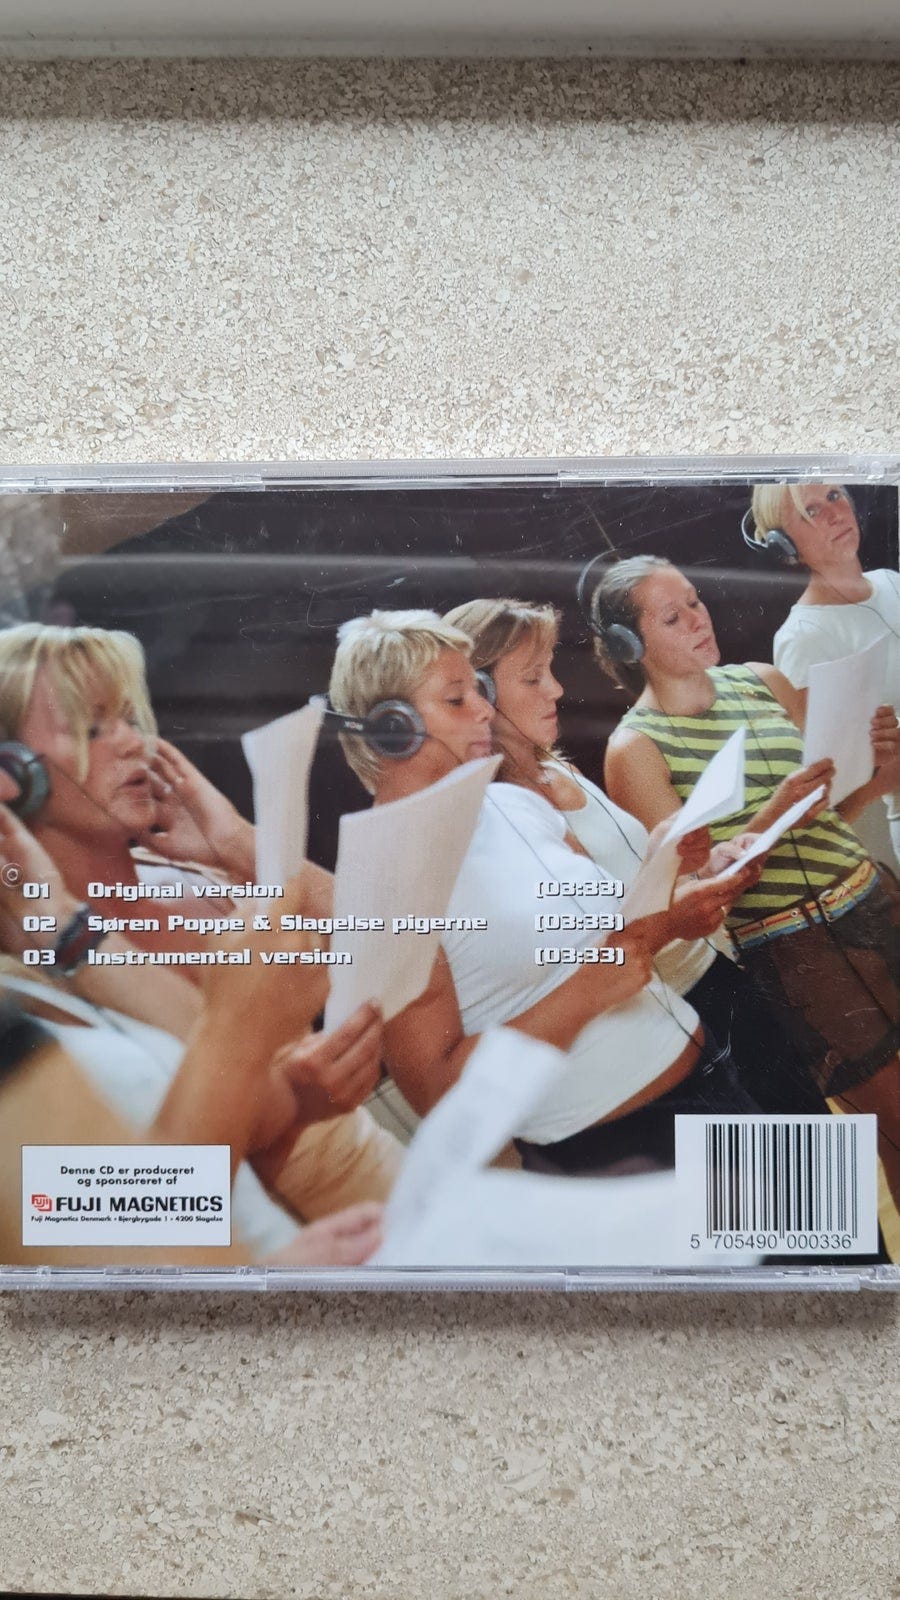 01 Original version (03:33)
02 Søren Poppe & Slagelse pigerne (03:33)
03 Instrumental version (03:33)
Denne CD er produceret
og sponsoreret af
FUJI FUJI MAGNETICS
Fuji Magnetics Denmark • Bjergbygade 1 • 4200 Slagelse
5 705490 000336